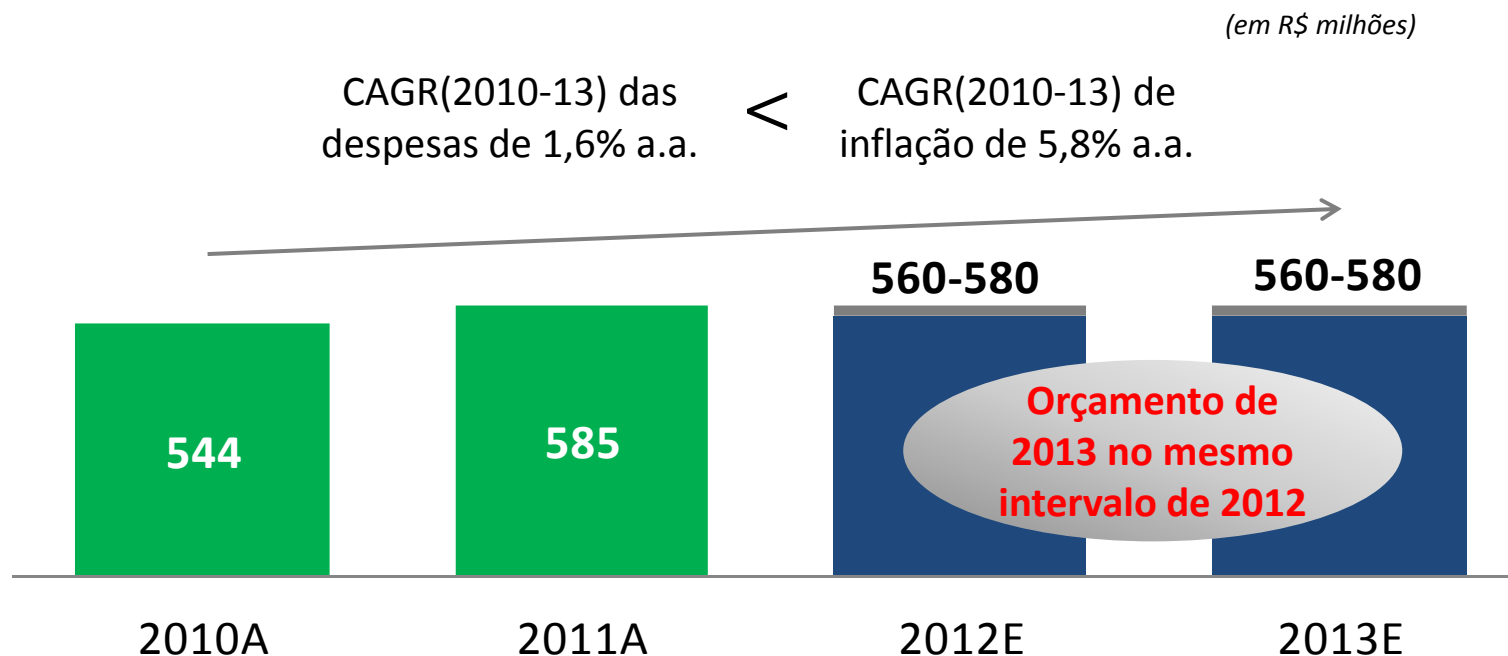 (em R$ milhões)
CAGR(2010-13) das
despesas de 1,6% a.a.
<
CAGR(2010-13) de
inflação de 5,8% a.a.
560-580
560-580
544
585
Orçamento de
2013 no mesmo
intervalo de 2012
2010A
2011A
2012E
2013E